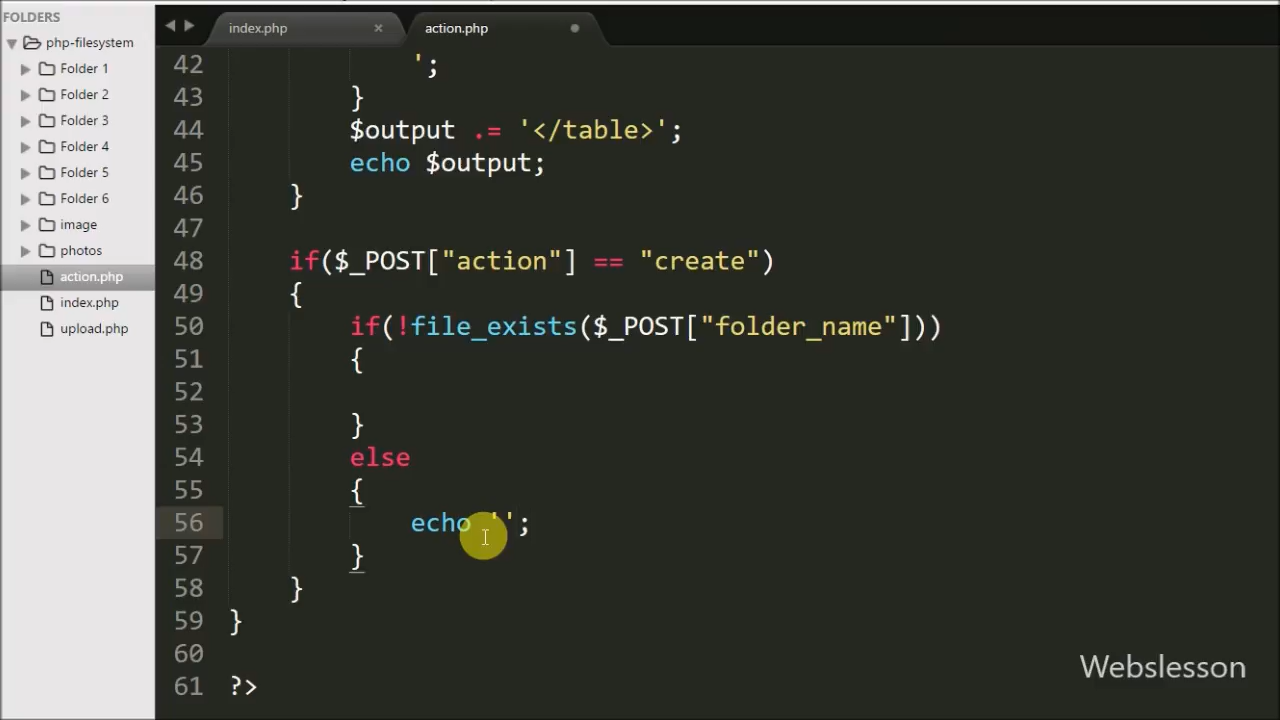 FOLDERS
php-filesystem
Folder 1
Folder 2
Folder 3
Folder 4
Folder 5
Folder 6
image
photos
action.php
index.php
upload.php
index.php × action.php
42 ';
43 }
44 $output .= '</table>';
45 echo $output;
46 }
47
48 if($_POST["action"] == "create")
49 {
50 if(!file_exists($_POST["folder_name"]))
51 {
52
53 }
54 else
55 {
56 echo '';
57 }
58 }
59 }
60
61 ?>
Webslesson